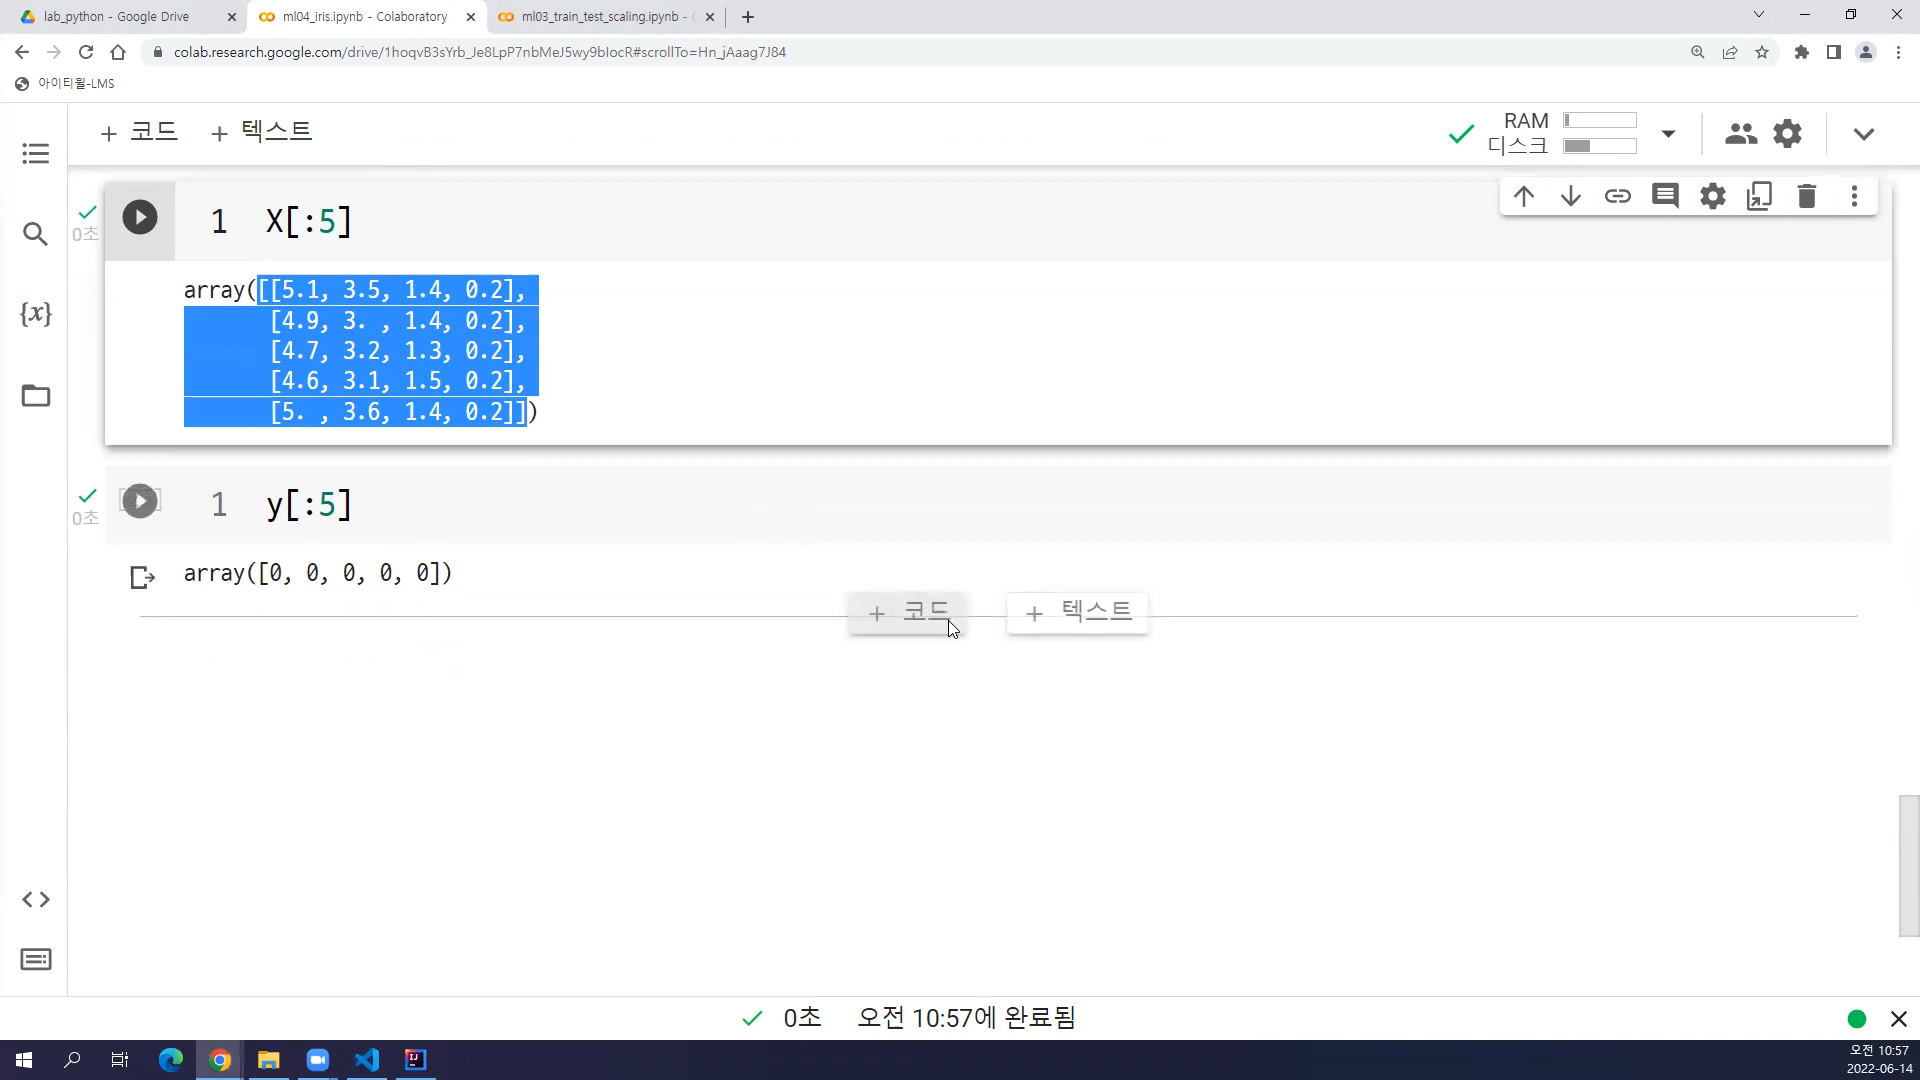 lab_python - Google Drive
ml04_iris.ipynb - Colaboratory
ml03_train_test_scaling.ipynb -
colab.research.google.com/drive/1hoqvB3sYrb_Je8LpP7nbMeJ5wy9bIocR#scrollTo=Hn_jAaag7J84
아이티윌-LMS
+ 코드 + 텍스트
RAM
디스크
0초
1 X[:5]
array([[5.1, 3.5, 1.4, 0.2],
[4.9, 3. , 1.4, 0.2],
[4.7, 3.2, 1.3, 0.2],
[4.6, 3.1, 1.5, 0.2],
[5. , 3.6, 1.4, 0.2]])
{x}
0초
1 y[:5]
array([0, 0, 0, 0, 0])
+ 코드 + 텍스트
0초 오전 10:57에 완료됨
오전 10:57
2022-06-14